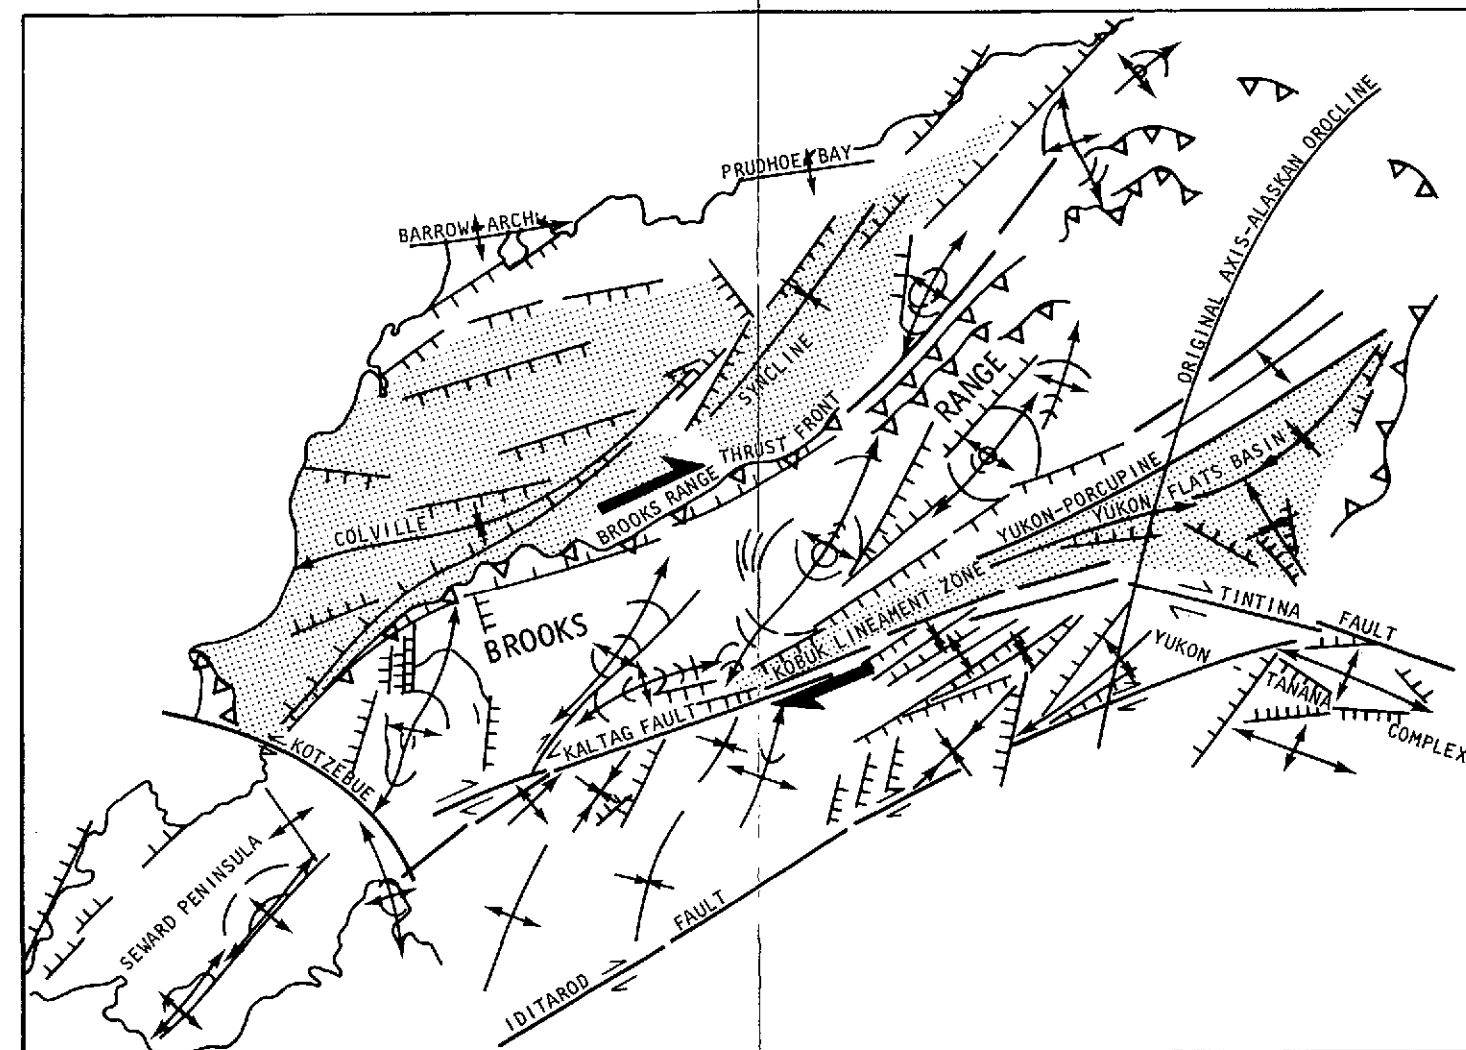 PRUDHOE BAY
BARROW ARCH
ORIGINAL AXIS-ALASKAN OROCLINE
SYNCLINE
RANGE
BROOKS RANGE THRUST FRONT
COLVILLE
YUKON-PORCUPINE
YUKON FLATS BASIN
KOBUK LINEAMENT ZONE
BROOKS
TINTINA FAULT
YUKON
TANANA
COMPLEX
KALTAG FAULT
KOTZEBUE
SEWARD PENINSULA
IDITAROD FAULT